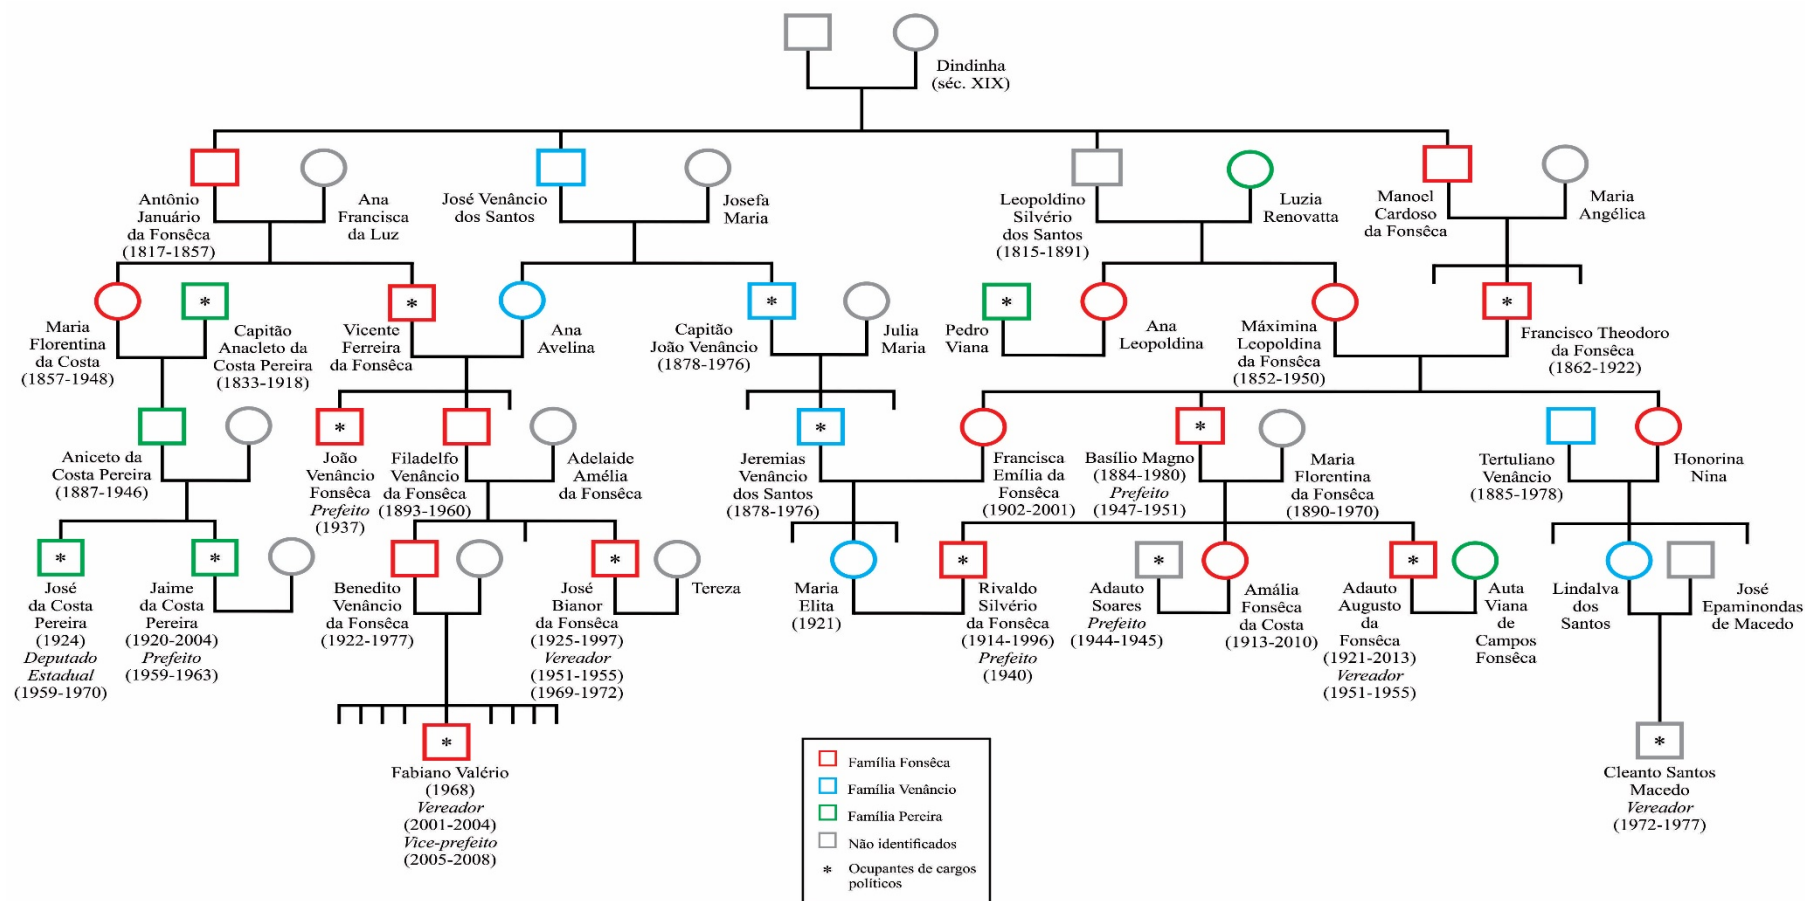 Dindinha
(séc. XIX)
Antônio
Januário
da Fonsêca
(1817-1857)
Ana
Francisca
da Luz
José Venâncio
dos Santos
Josefa
Maria
Leopoldino
Silvério
dos Santos
(1815-1891)
Luzia
Renovatta
Manoel
Cardoso
da Fonsêca
Maria
Angélica
Maria
Florentina
da Costa
(1857-1948)
*
Capitão
Anacleto da
Costa Pereira
(1833-1918)
*
Vicente
Ferreira
da Fonsêca
Ana
Avelina
*
Capitão
João Venâncio
(1878-1976)
Julia
Maria
*
Pedro
Viana
Ana
Leopoldina
Máximina
Leopoldina
da Fonsêca
(1852-1950)
*
Francisco Theodoro
da Fonsêca
(1862-1922)
Aniceto da
Costa Pereira
(1887-1946)
*
João
Venâncio
Fonsêca
Prefeito
(1937)
Filadelfo
Venâncio
da Fonsêca
(1893-1960)
Adelaide
Amélia
da Fonsêca
*
Jeremias
Venâncio
dos Santos
(1878-1976)
Francisca
Emília da
Fonsêca
(1902-2001)
*
Basílio Magno
(1884-1980)
Prefeito
(1947-1951)
Maria
Florentina
da Fonsêca
(1890-1970)
Tertuliano
Venâncio
(1885-1978)
Honorina
Nina
*
José
da Costa
Pereira
(1924)
Deputado
Estadual
(1959-1970)
*
Jaime
da Costa
Pereira
(1920-2004)
Prefeito
(1959-1963)
Benedito
Venâncio
da Fonsêca
(1922-1977)
*
José
Bianor da
Fonsêca
(1925-1997)
Vereador
(1951-1955)
(1969-1972)
Tereza
Maria
Elita
(1921)
*
Rivaldo
Silvério
da Fonsêca
(1914-1996)
Prefeito
(1940)
*
Adauto
Soares
Prefeito
(1944-1945)
Amália
Fonsêca
da Costa
(1913-2010)
*
Adauto
Augusto
da
Fonsêca
(1921-2013)
Vereador
(1951-1955)
Auta
Viana
de
Campos
Fonsêca
Lindalva
dos
Santos
José
Epaminondas
de Macedo
*
Fabiano Valério
(1968)
Vereador
(2001-2004)
Vice-prefeito
(2005-2008)
*
Cleanto Santos
Macedo
Vereador
(1972-1977)
Família Fonsêca
Família Venâncio
Família Pereira
Não identificados
* Ocupantes de cargos
políticos